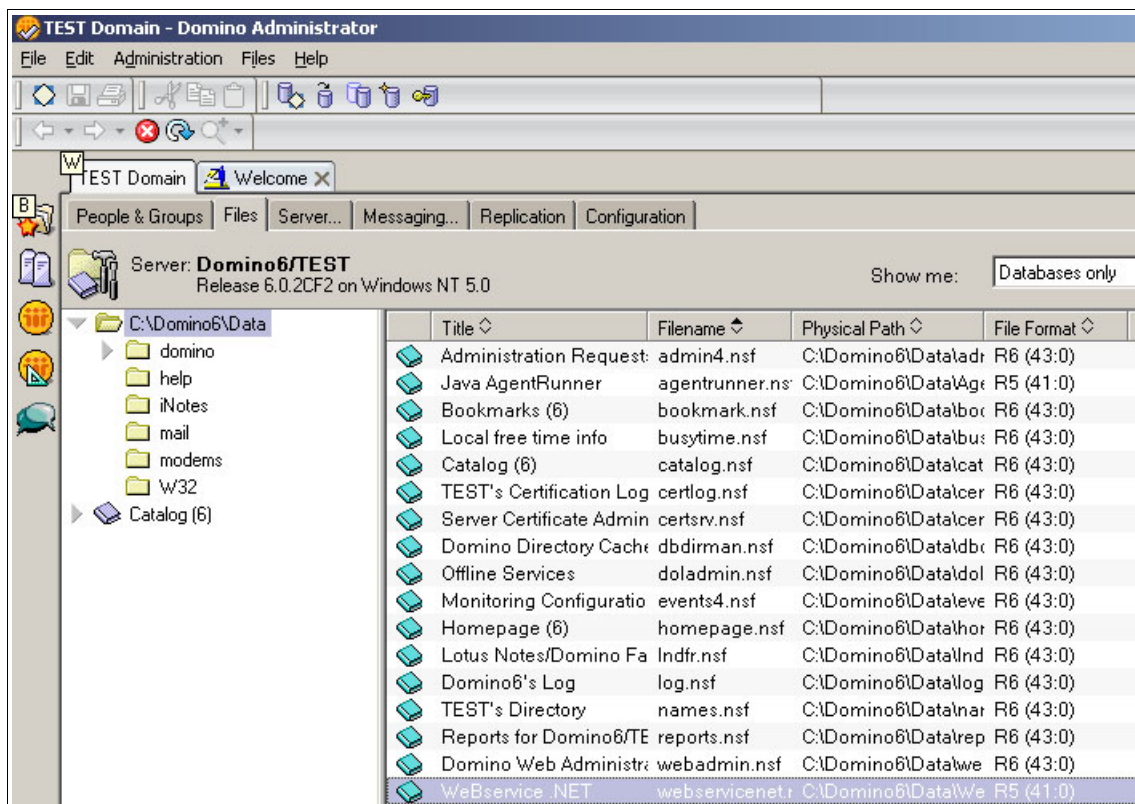 TEST Domain - Domino Administrator
File Edit Administration Files Help
W
TEST Domain Welcome
B
People & Groups Files Server... Messaging... Replication Configuration
Server: Domino6/TEST
Release 6.0.2CF2 on Windows NT 5.0
Show me: Databases only
C:\Domino6\Data
domino
help
iNotes
mail
modems
W32
Catalog (6)
Title Filename Physical Path File Format
Administration Request admin4.nsf C:\Domino6\Data\adr R6 (43:0)
Java AgentRunner agentrunner.ns C:\Domino6\Data\Age R5 (41:0)
Bookmarks (6) bookmark.nsf C:\Domino6\Data\boo R6 (43:0)
Local free time info busytime.nsf C:\Domino6\Data\bus R6 (43:0)
Catalog (6) catalog.nsf C:\Domino6\Data\cat R6 (43:0)
TEST's Certification Log certlog.nsf C:\Domino6\Data\cer R6 (43:0)
Server Certificate Admin certsrv.nsf C:\Domino6\Data\cer R6 (43:0)
Domino Directory Cache dbdirman.nsf C:\Domino6\Data\dbc R6 (43:0)
Offline Services doladmin.nsf C:\Domino6\Data\dol R6 (43:0)
Monitoring Configuratio events4.nsf C:\Domino6\Data\eve R6 (43:0)
Homepage (6) homepage.nsf C:\Domino6\Data\hor R6 (43:0)
Lotus Notes/Domino Fa lndfr.nsf C:\Domino6\Data\lnd R6 (43:0)
Domino6's Log log.nsf C:\Domino6\Data\log R6 (43:0)
TEST's Directory names.nsf C:\Domino6\Data\nar R6 (43:0)
Reports for Domino6/TE reports.nsf C:\Domino6\Data\rep R6 (43:0)
Domino Web Administra webadmin.nsf C:\Domino6\Data\we R6 (43:0)
WeBservice .NET webservicenet.r C:\Domino6\Data\We R5 (41:0)